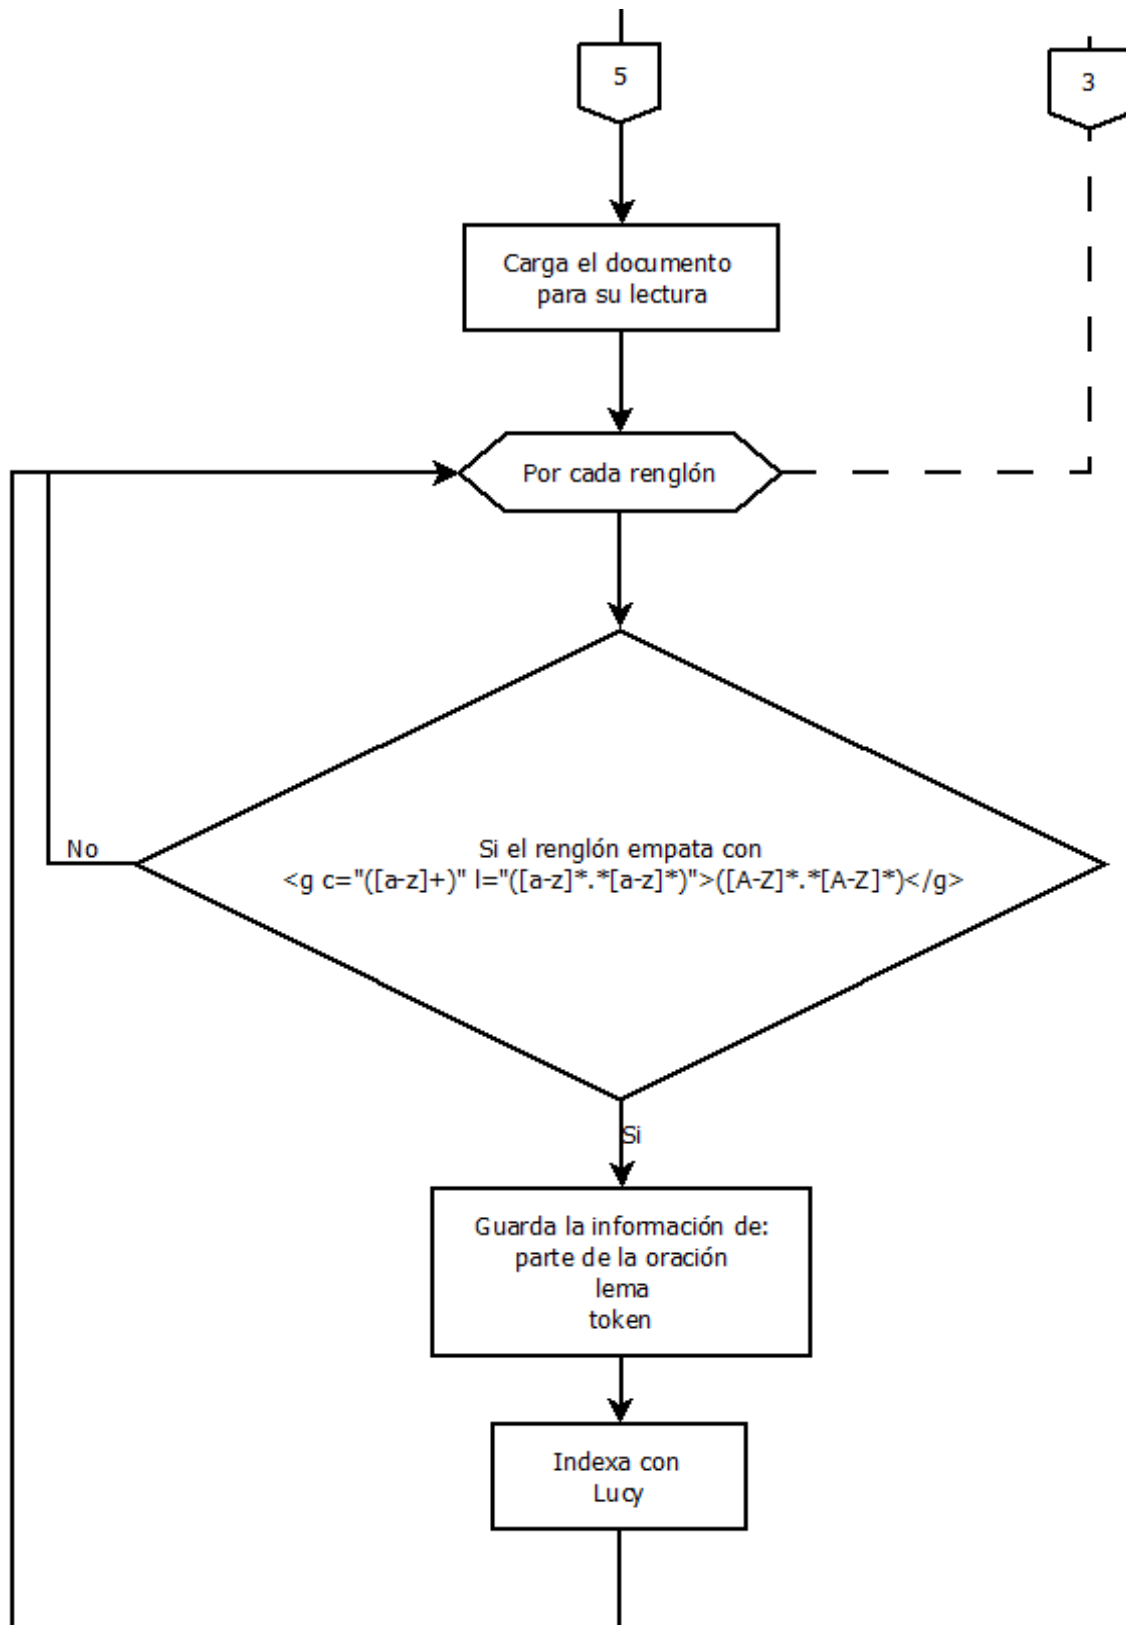 5
3
Carga el documento
para su lectura
Por cada renglón
No
Si el renglón empata con
<g c="([a-z]+)" l="([a-z]*.*[a-z]*)">([A-Z]*.*[A-Z]*)</g>
Si
Guarda la información de:
parte de la oración
lema
token
Indexa con
Lucy